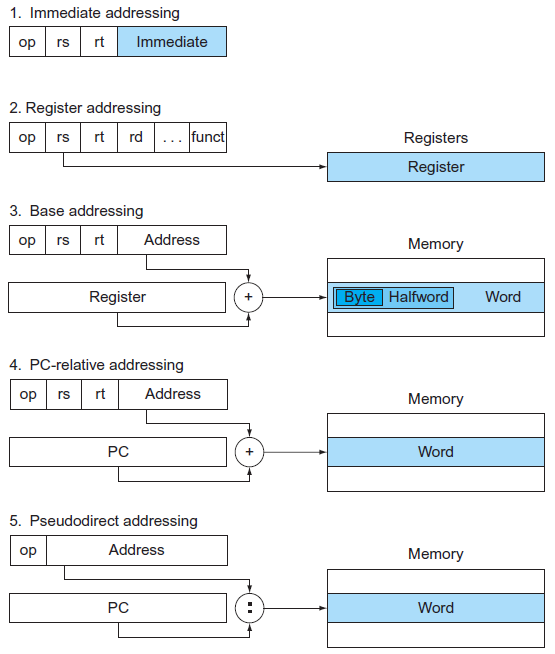 1. Immediate addressing
op rs rt Immediate
2. Register addressing
op rs rt rd ... funct
Registers
Register
3. Base addressing
op rs rt Address
Memory
Register + Byte Halfword Word
4. PC-relative addressing
op rs rt Address
Memory
PC + Word
5. Pseudodirect addressing
op Address
Memory
PC : Word